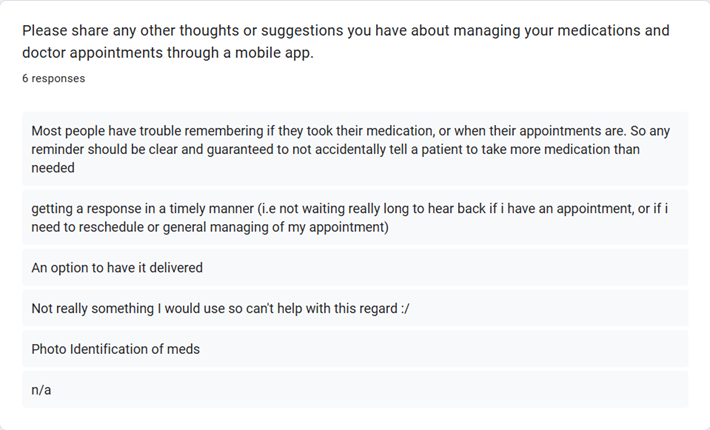 Please share any other thoughts or suggestions you have about managing your medications and
doctor appointments through a mobile app.
6 responses
Most people have trouble remembering if they took their medication, or when their appointments are. So any
reminder should be clear and guaranteed to not accidentally tell a patient to take more medication than
needed
getting a response in a timely manner (i.e not waiting really long to hear back if i have an appointment, or if i
need to reschedule or general managing of my appointment)
An option to have it delivered
Not really something I would use so can't help with this regard :/
Photo Identification of meds
n/a